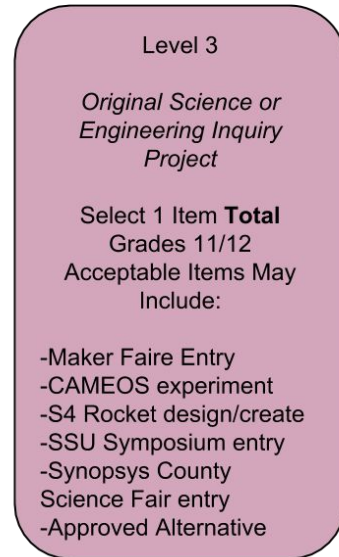 Level 3
Original Science or
Engineering Inquiry
Project
Select 1 Item Total
Grades 11/12
Acceptable Items May
Include:
-Maker Faire Entry
-CAMEOS experiment
-S4 Rocket design/create
-SSU Symposium entry
-Synopsys County
Science Fair entry
-Approved Alternative